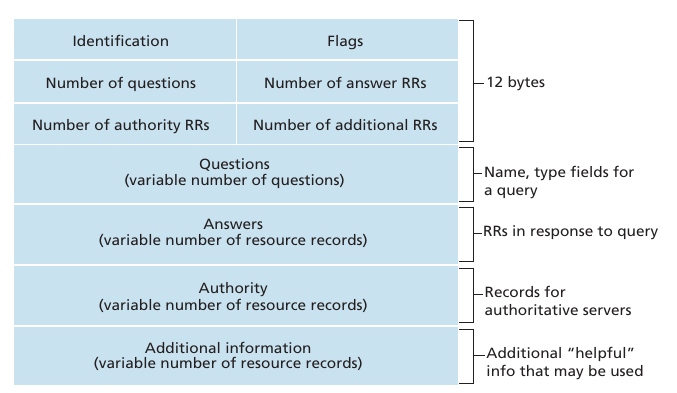 Identification
Flags
Number of questions
Number of answer RRs
12 bytes
Number of authority RRs
Number of additional RRs
Questions
(variable number of questions)
Name, type fields for
a query
Answers
(variable number of resource records)
RRs in response to query
Authority
(variable number of resource records)
Records for
authoritative servers
Additional information
(variable number of resource records)
Additional “helpful”
info that may be used